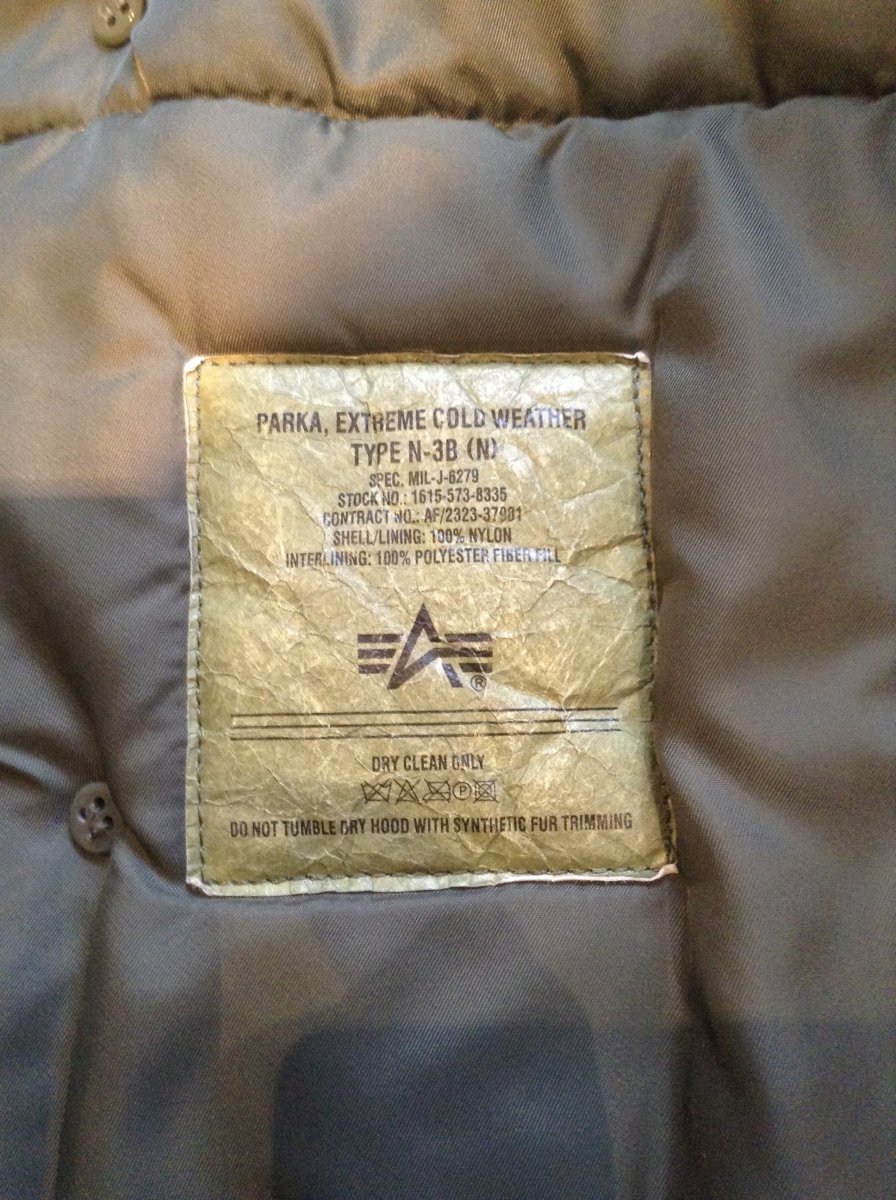 PARKA, EXTREME COLD WEATHER
TYPE N-3B (N)
SPEC. MIL-J-6279
STOCK NO.: 1615-573-8335
CONTRACT NO.: AF/2323-37901
SHELL/LINING: 100% NYLON
INTERLINING: 100% POLYESTER FIBER FILL
®
DRY CLEAN ONLY
P
DO NOT TUMBLE DRY HOOD WITH SYNTHETIC FUR TRIMMING